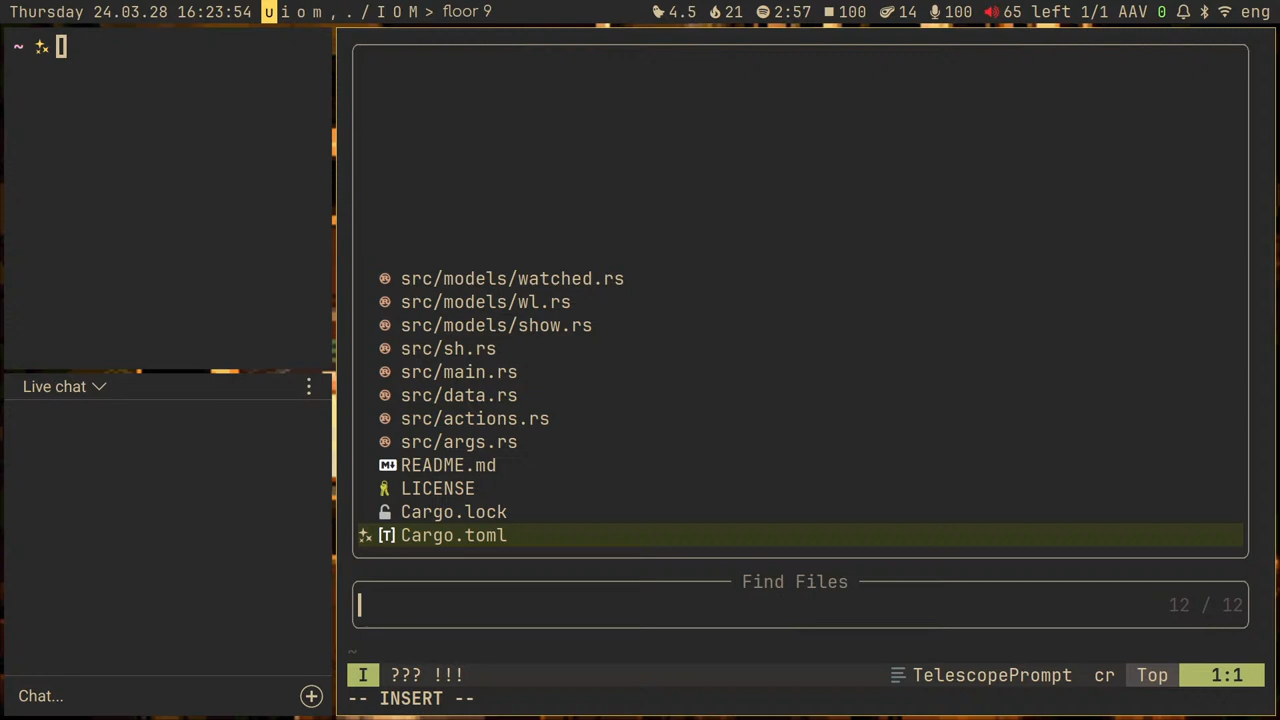 Thursday 24.03.28 16:23:54 u i o m , . / I O M > floor 9 4.5 21 2:57 100 14 100 65 left 1/1 AAV 0 eng
~
Live chat
Chat...
src/models/watched.rs
src/models/wl.rs
src/models/show.rs
src/sh.rs
src/main.rs
src/data.rs
src/actions.rs
src/args.rs
README.md
LICENSE
Cargo.lock
[T] Cargo.toml
Find Files
12 / 12
~
I ??? !!! TelescopePrompt cr Top 1:1
-- INSERT --